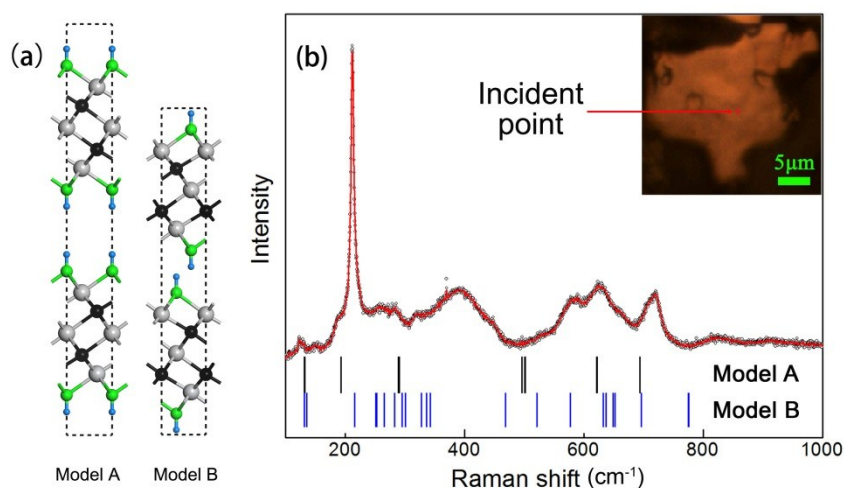 (a)
Model A
Model B
(b)
Incident
point
5μm
Intensity
Model A
Model B
200
400
600
800
1000
Raman shift (cm⁻¹)